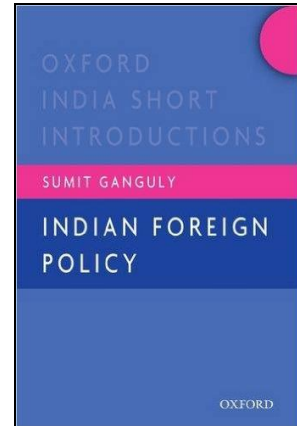 OXFORD
INDIA SHORT
INTRODUCTIONS
SUMIT GANGULY
INDIAN FOREIGN
POLICY
OXFORD